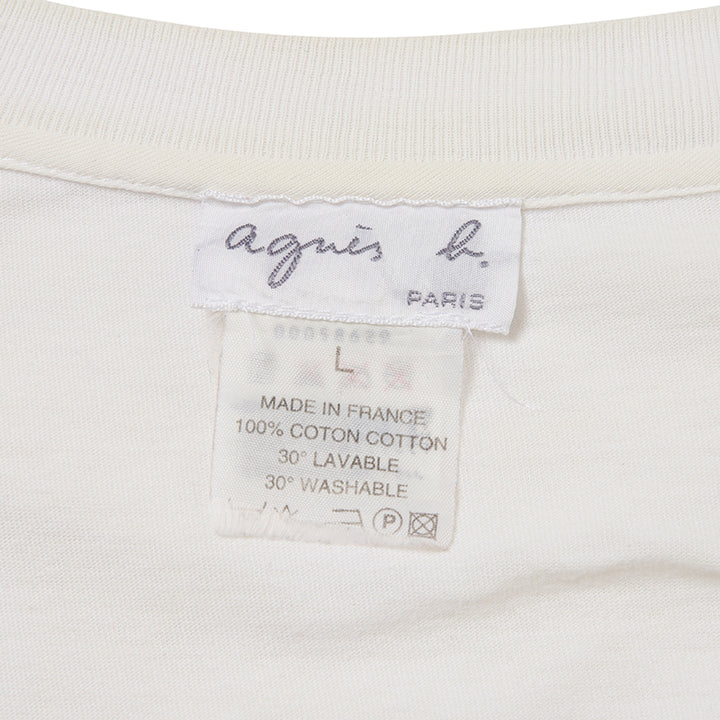 agnès b.
PARIS
L
MADE IN FRANCE
100% COTON COTTON
30° LAVABLE
30° WASHABLE
P